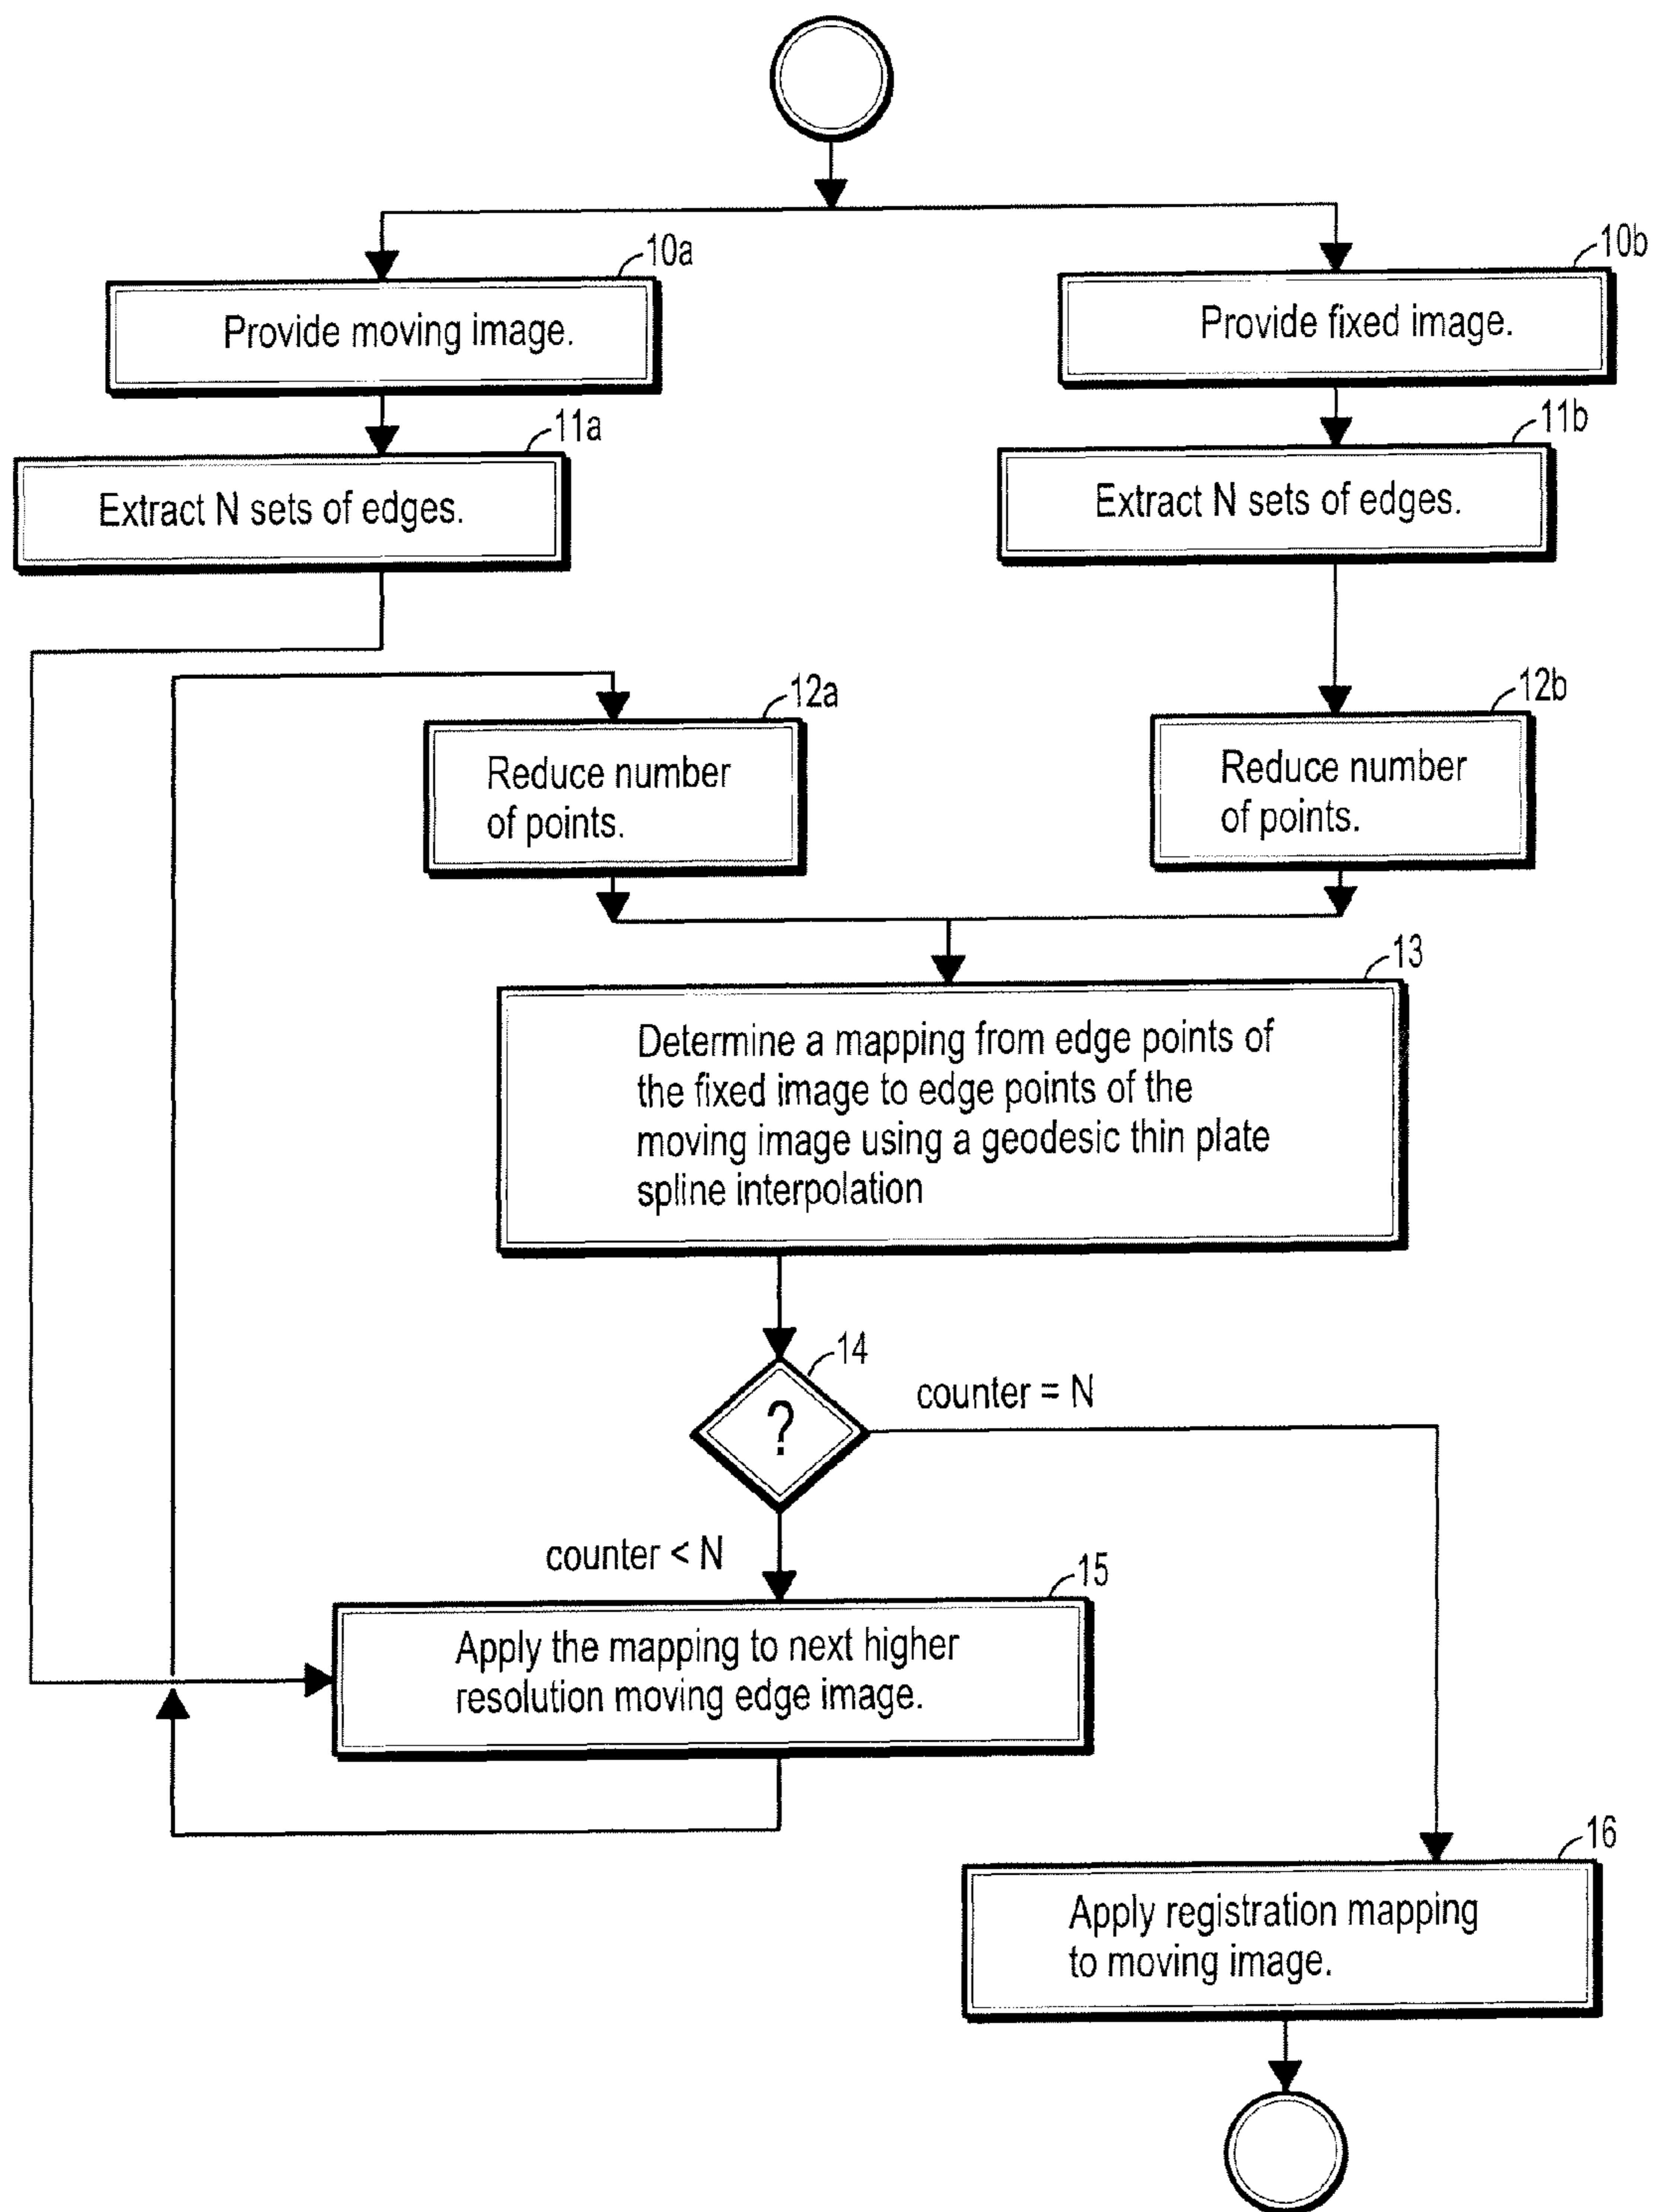 10a
Provide moving image.
10b
Provide fixed image.
11a
Extract N sets of edges.
11b
Extract N sets of edges.
12a
Reduce number
of points.
12b
Reduce number
of points.
13
Determine a mapping from edge points of
the fixed image to edge points of the
moving image using a geodesic thin plate
spline interpolation
14
?
counter = N
counter < N
15
Apply the mapping to next higher
resolution moving edge image.
16
Apply registration mapping
to moving image.